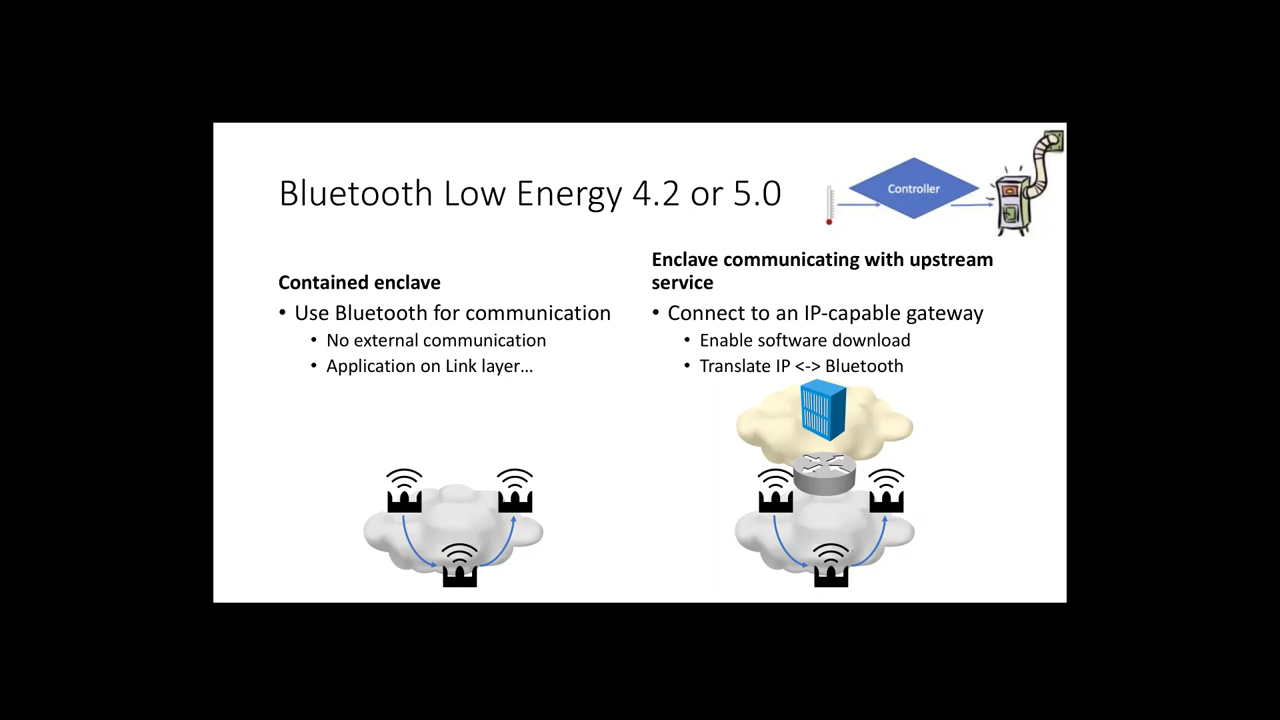 Bluetooth Low Energy 4.2 or 5.0
Controller
Contained enclave
• Use Bluetooth for communication
• No external communication
• Application on Link layer...
Enclave communicating with upstream
service
• Connect to an IP-capable gateway
• Enable software download
• Translate IP <-> Bluetooth